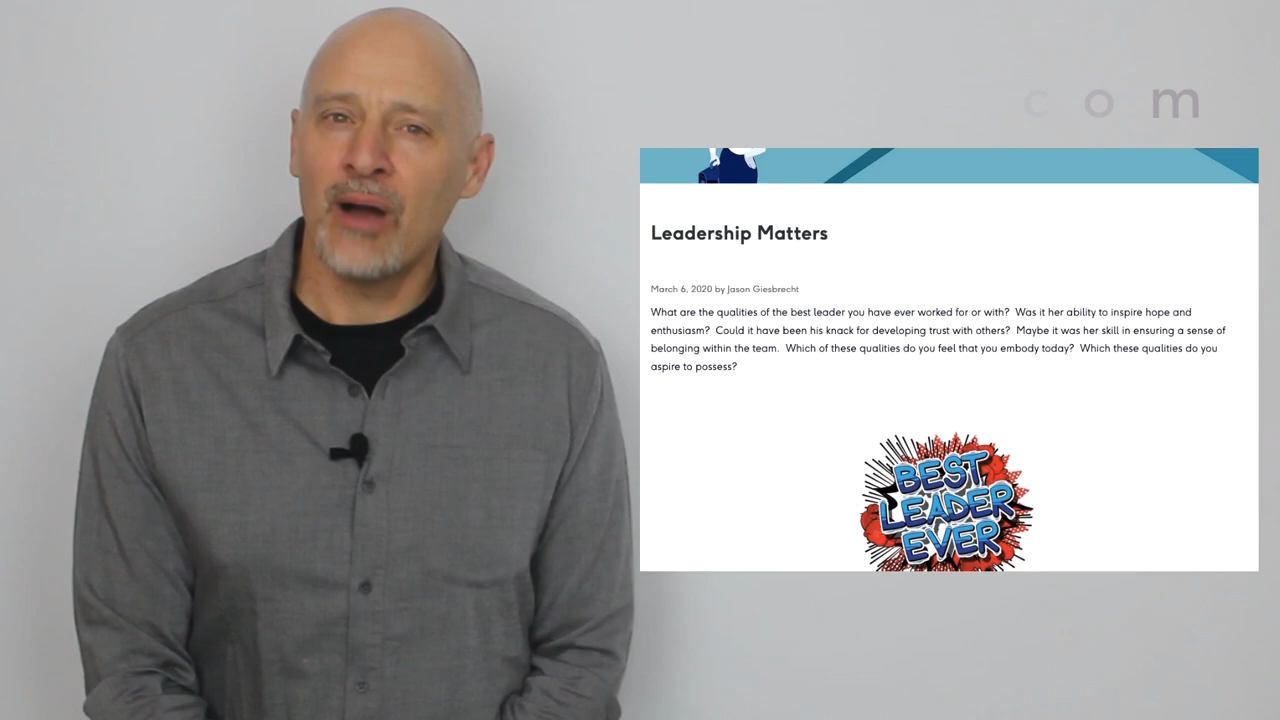 c o m
Leadership Matters
March 6, 2020 by Jason Giesbrecht
What are the qualities of the best leader you have ever worked for or with? Was it her ability to inspire hope and
enthusiasm? Could it have been his knack for developing trust with others? Maybe it was her skill in ensuring a sense of
belonging within the team. Which of these qualities do you feel that you embody today? Which these qualities do you
aspire to possess?
BEST
LEADER
EVER